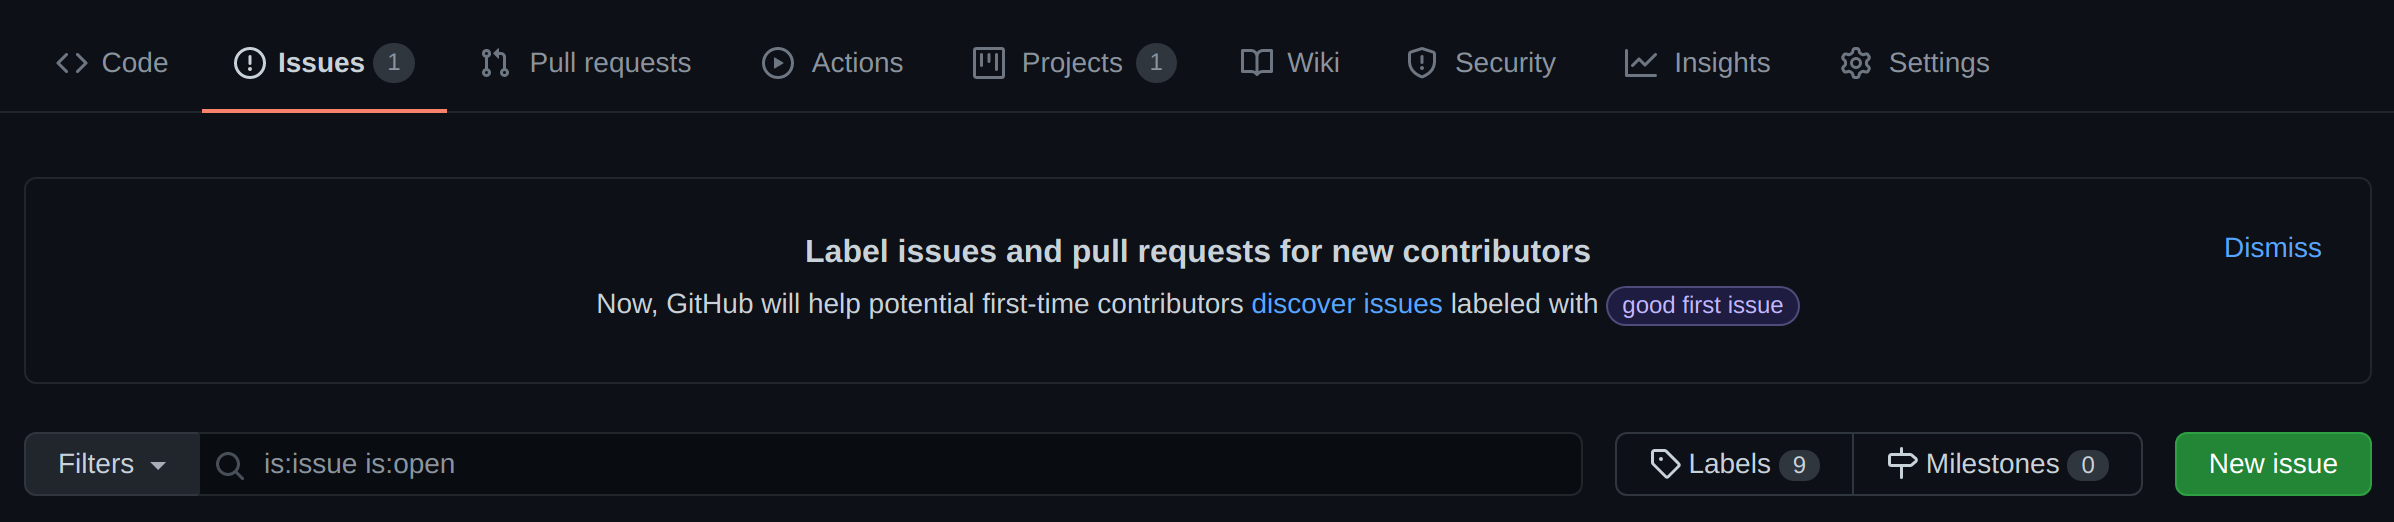 Code Issues 1 Pull requests Actions Projects 1 Wiki Security Insights Settings
Label issues and pull requests for new contributors
Dismiss
Now, GitHub will help potential first-time contributors discover issues labeled with good first issue
Filters is:issue is:open Labels 9 Milestones 0 New issue